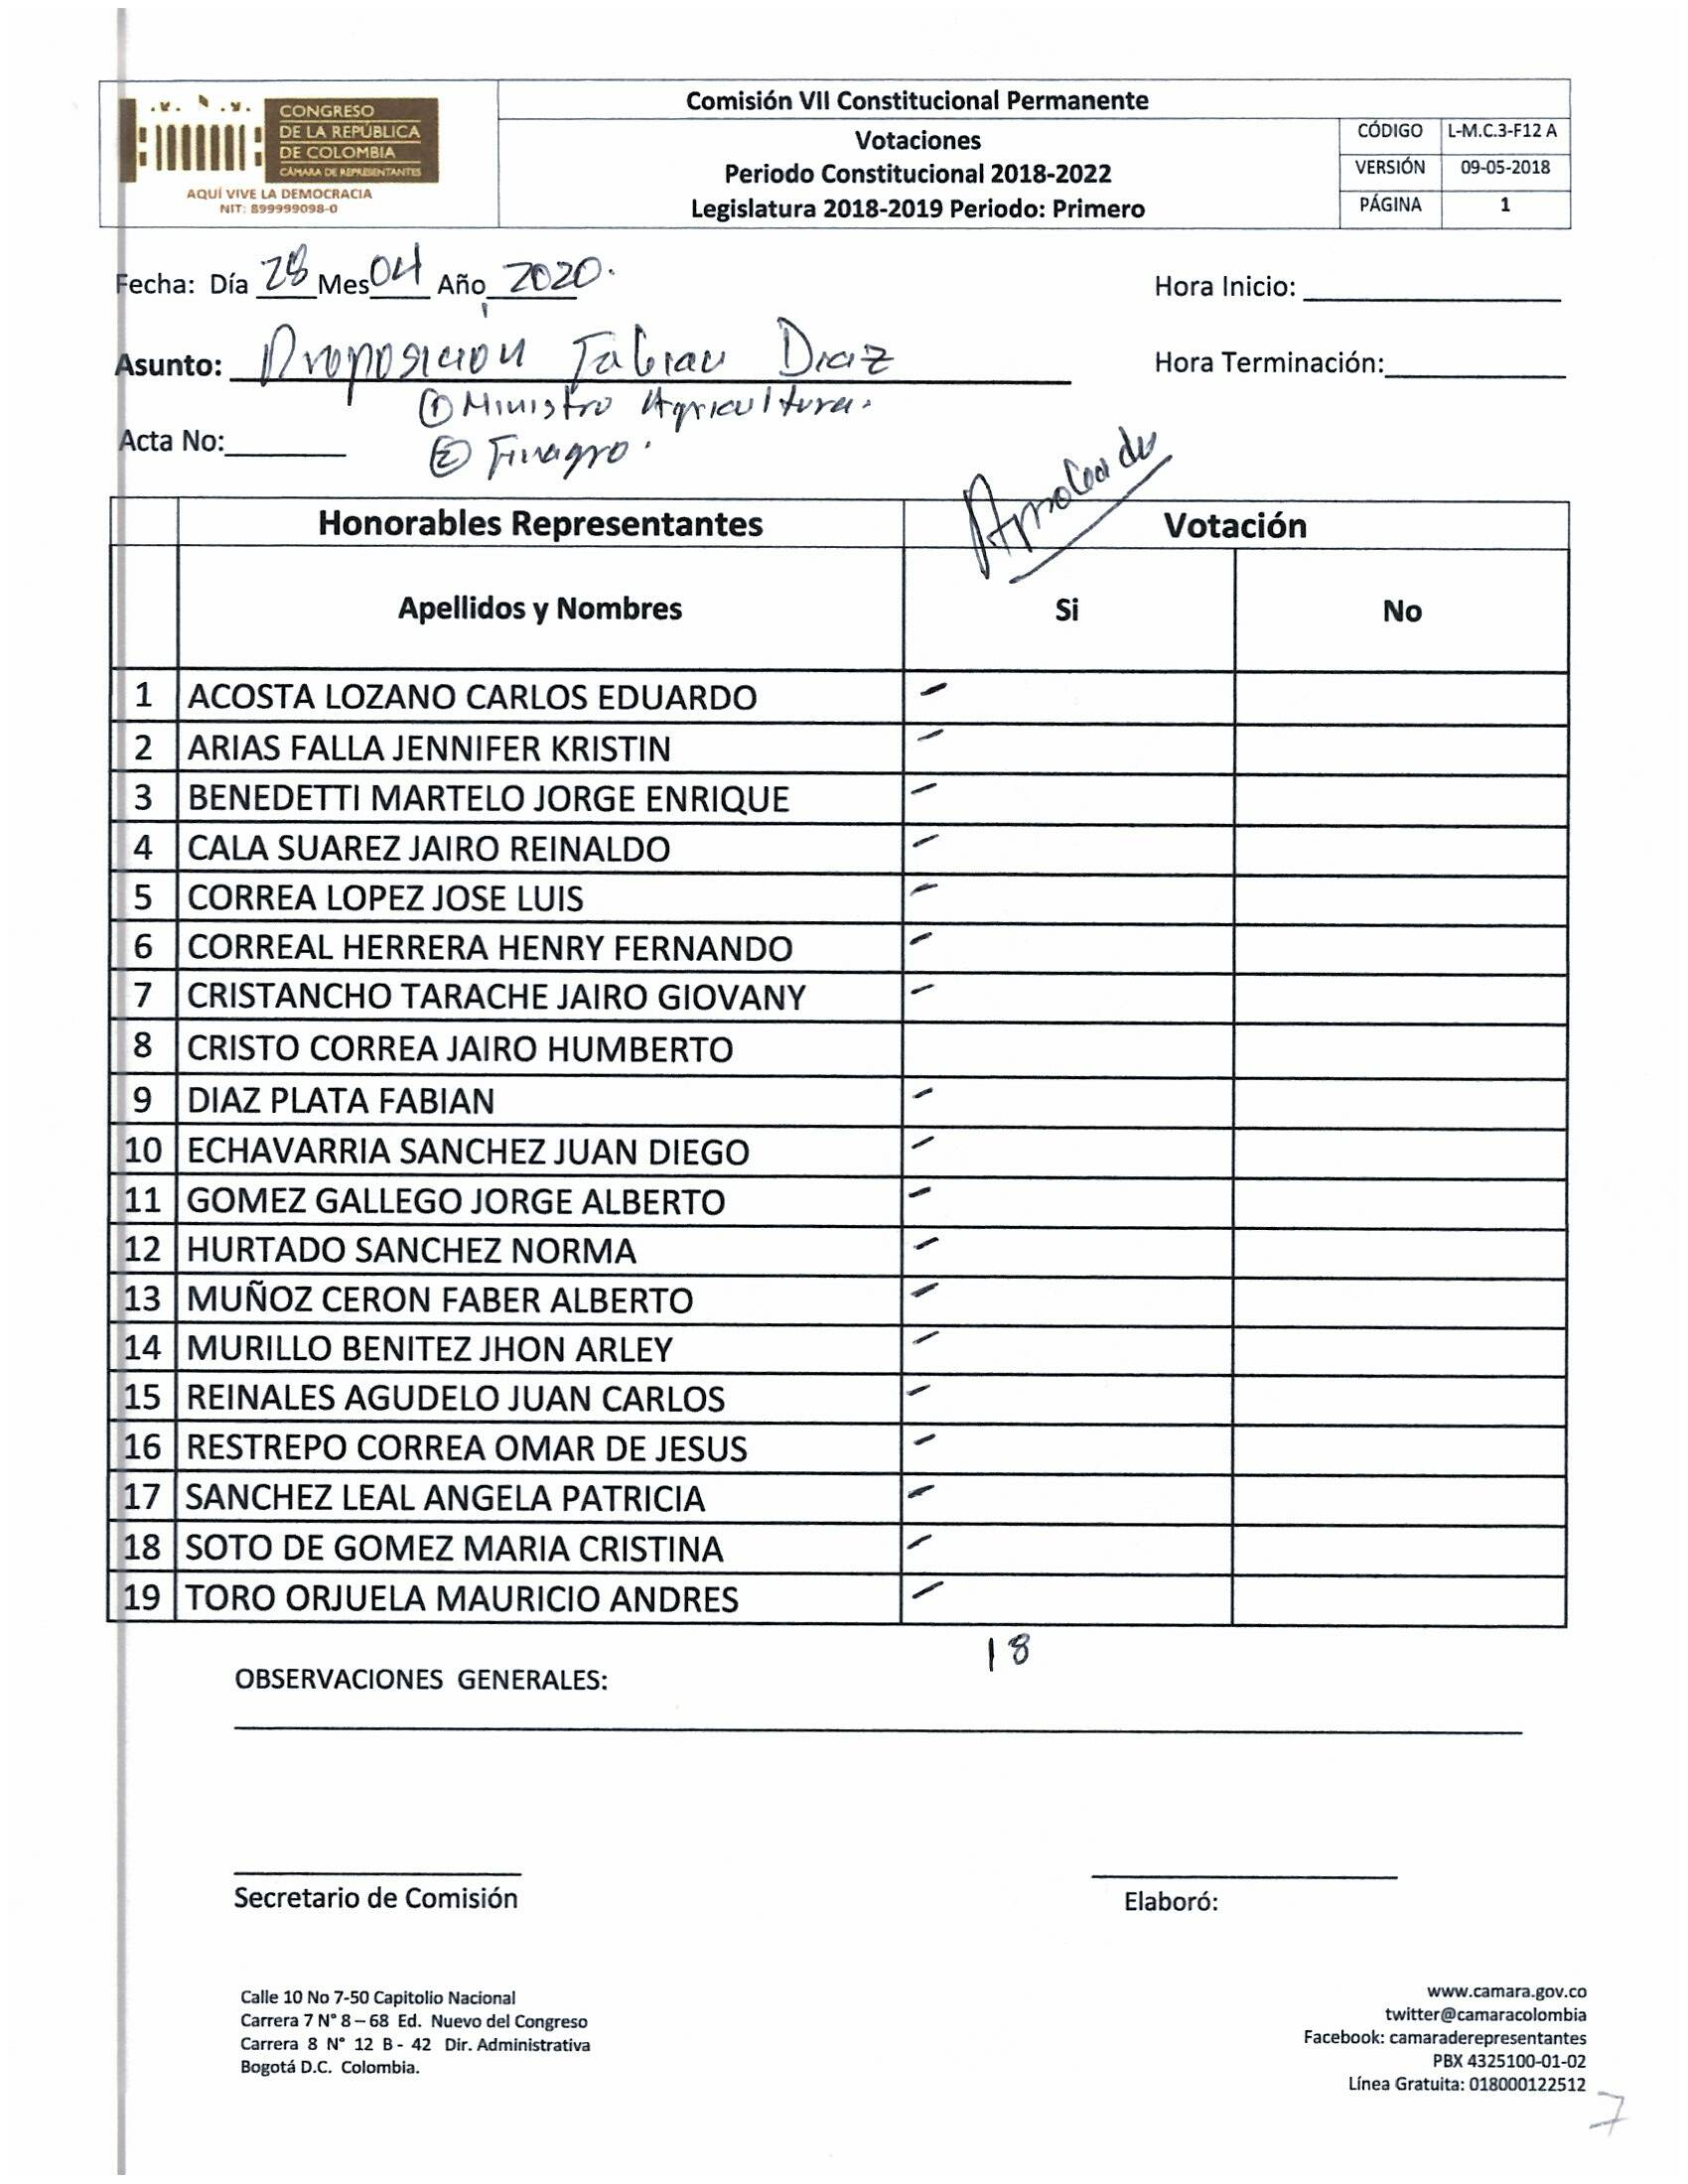 CONGRESO
DE LA REPÚBLICA
DE COLOMBIA
CÁMARA DE REPRESENTANTES
AQUÍ VIVE LA DEMOCRACIA
NIT: 899999098-0
Comisión VII Constitucional Permanente
Votaciones
Periodo Constitucional 2018-2022
Legislatura 2018-2019 Periodo: Primero
CÓDIGO L-M.C.3-F12 A
VERSIÓN 09-05-2018
PÁGINA 1
Fecha: Día 28 Mes 04 Año 2020. Hora Inicio:
Asunto: Proposición Fabian Diaz Hora Terminación:
① Ministro Agricultura.
Acta No: ② Finagro.
Aprobado
Honorables Representantes Votación
Apellidos y Nombres Si No
1 ACOSTA LOZANO CARLOS EDUARDO
2 ARIAS FALLA JENNIFER KRISTIN
3 BENEDETTI MARTELO JORGE ENRIQUE
4 CALA SUAREZ JAIRO REINALDO
5 CORREA LOPEZ JOSE LUIS
6 CORREAL HERRERA HENRY FERNANDO
7 CRISTANCHO TARACHE JAIRO GIOVANY
8 CRISTO CORREA JAIRO HUMBERTO
9 DIAZ PLATA FABIAN
10 ECHAVARRIA SANCHEZ JUAN DIEGO
11 GOMEZ GALLEGO JORGE ALBERTO
12 HURTADO SANCHEZ NORMA
13 MUÑOZ CERON FABER ALBERTO
14 MURILLO BENITEZ JHON ARLEY
15 REINALES AGUDELO JUAN CARLOS
16 RESTREPO CORREA OMAR DE JESUS
17 SANCHEZ LEAL ANGELA PATRICIA
18 SOTO DE GOMEZ MARIA CRISTINA
19 TORO ORJUELA MAURICIO ANDRES
18
OBSERVACIONES GENERALES:
Secretario de Comisión Elaboró:
Calle 10 No 7-50 Capitolio Nacional
Carrera 7 N° 8 – 68 Ed. Nuevo del Congreso
Carrera 8 N° 12 B - 42 Dir. Administrativa
Bogotá D.C. Colombia.
www.camara.gov.co
twitter@camaracolombia
Facebook: camaraderepresentantes
PBX 4325100-01-02
Línea Gratuita: 018000122512
7